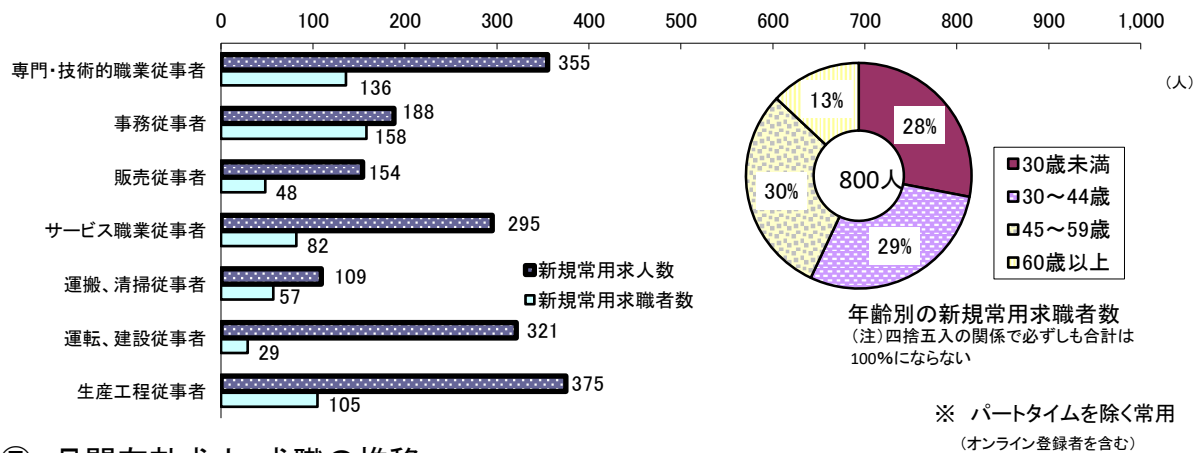 0 100 200 300 400 500 600 700 800 900 1,000
(人)
専門・技術的職業従事者 355
136
事務従事者 188
158
販売従事者 154
48
サービス職業従事者 295
82
運搬、清掃従事者 109
57
運転、建設従事者 321
29
生産工程従事者 375
105
新規常用求人数
新規常用求職者数
13%
28%
800人
30%
29%
30歳未満
30～44歳
45～59歳
60歳以上
年齢別の新規常用求職者数
(注)四捨五入の関係で必ずしも合計は
100%にならない
※ パートタイムを除く常用
(オンライン登録者を含む)